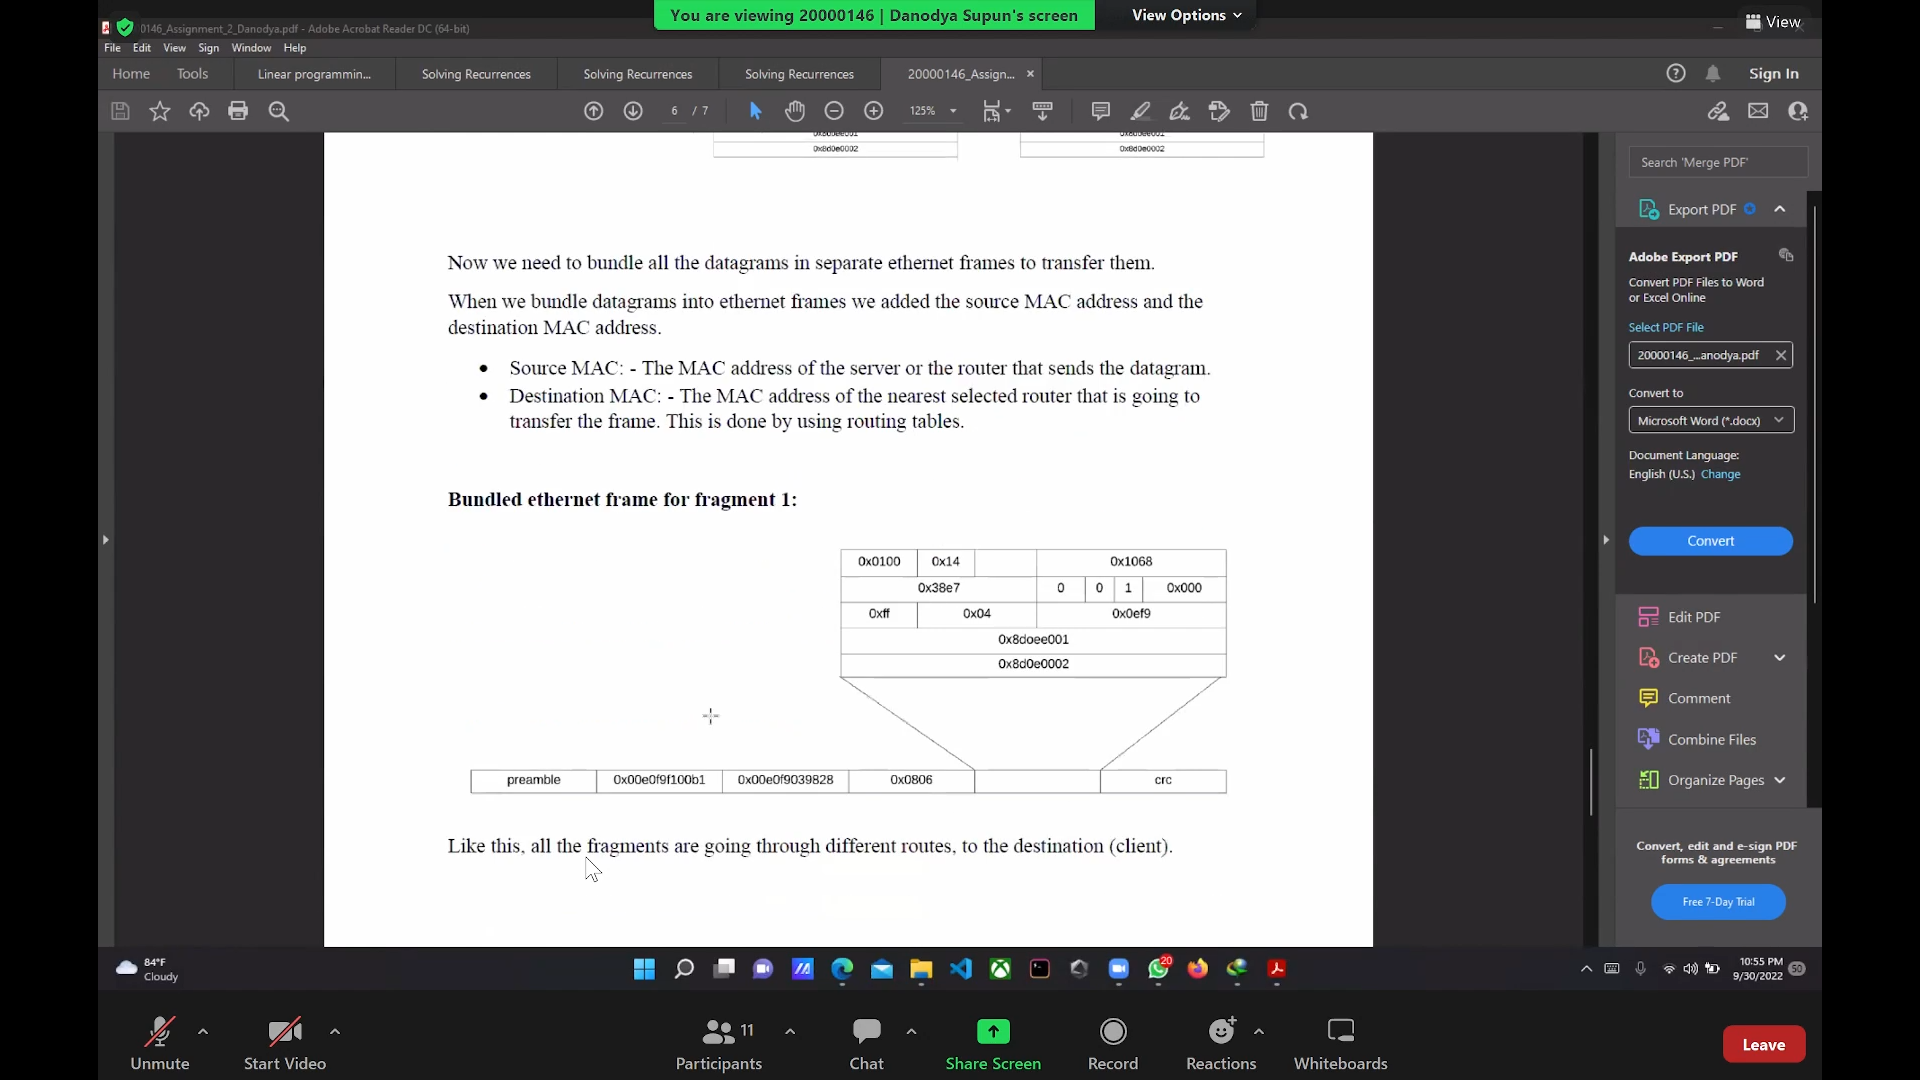 You are viewing 20000146 | Danodya Supun's screen
View Options
View
0146_Assignment_2_Danodya.pdf - Adobe Acrobat Reader DC (64-bit)
File Edit View Sign Window Help
Home Tools Linear programmin... Solving Recurrences Solving Recurrences Solving Recurrences 20000146_Assign... ×
Sign In
6 / 7
125%
0x8d0e0002 0x8d0e0002
Now we need to bundle all the datagrams in separate ethernet frames to transfer them.
When we bundle datagrams into ethernet frames we added the source MAC address and the
destination MAC address.
• Source MAC: - The MAC address of the server or the router that sends the datagram.
• Destination MAC: - The MAC address of the nearest selected router that is going to
transfer the frame. This is done by using routing tables.
Bundled ethernet frame for fragment 1:
0x0100 0x14 0x1068
0x38e7 0 0 1 0x000
0xff 0x04 0x0ef9
0x8doee001
0x8d0e0002
preamble 0x00e0f9f100b1 0x00e0f9039828 0x0806 crc
Like this, all the fragments are going through different routes, to the destination (client).
Search 'Merge PDF'
Export PDF
Adobe Export PDF
Convert PDF Files to Word
or Excel Online
Select PDF File
20000146_...anodya.pdf
Convert to
Microsoft Word (*.docx)
Document Language:
English (U.S.) Change
Convert
Edit PDF
Create PDF
Comment
Combine Files
Organize Pages
Convert, edit and e-sign PDF
forms & agreements
Free 7-Day Trial
84°F
Cloudy
20
10:55 PM
9/30/2022
50
Unmute
Start Video
11
Participants
Chat
Share Screen
Record
Reactions
Whiteboards
Leave